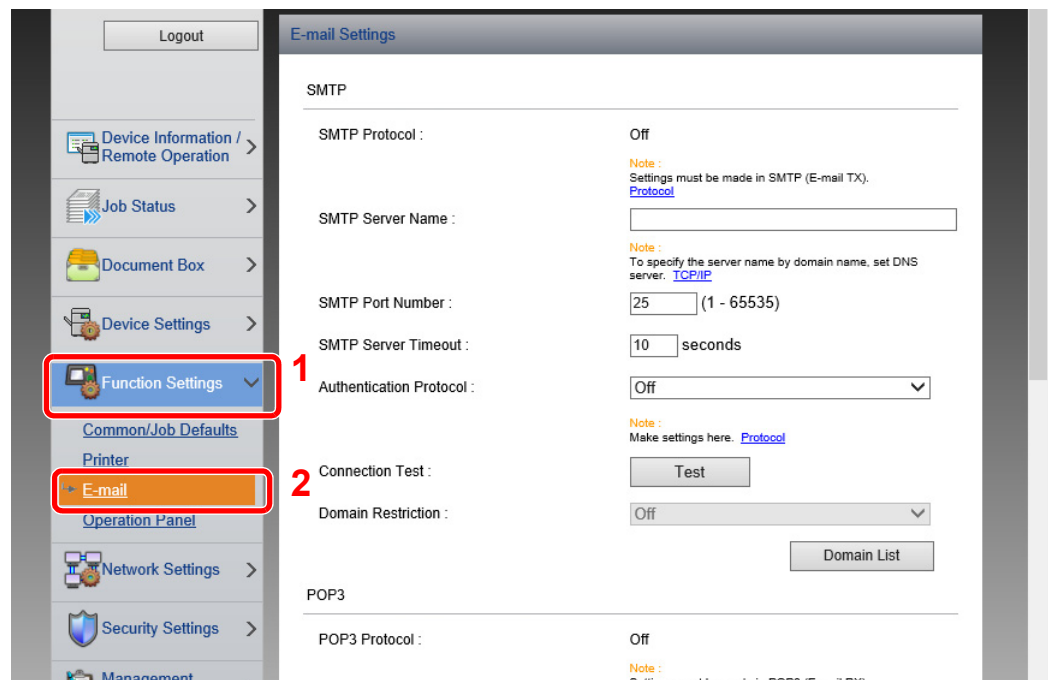 Logout
E-mail Settings
SMTP
Device Information /
Remote Operation
SMTP Protocol :
Off
Note :
Settings must be made in SMTP (E-mail TX).
Protocol
Job Status
SMTP Server Name :
Note :
To specify the server name by domain name, set DNS
server. TCP/IP
Document Box
SMTP Port Number :
25
(1 - 65535)
Device Settings
SMTP Server Timeout :
10
seconds
Function Settings
1
Authentication Protocol :
Off
Note :
Make settings here. Protocol
Common/Job Defaults
Printer
E-mail
2
Operation Panel
Connection Test :
Test
Domain Restriction :
Off
Domain List
Network Settings
POP3
Security Settings
POP3 Protocol :
Off
Note :
Management